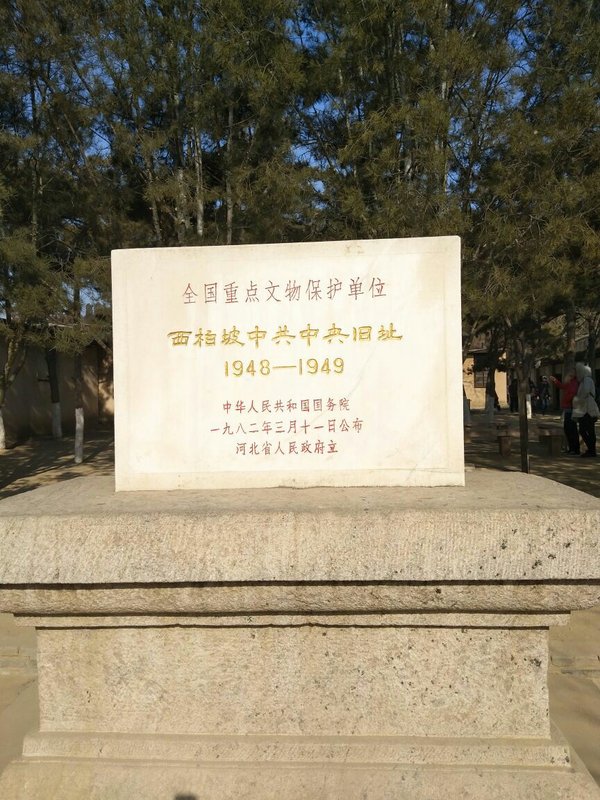 全国重点文物保护单位
西柏坡中共中央旧址
1948—1949
中华人民共和国国务院
一九八二年三月十一日公布
河北省人民政府立